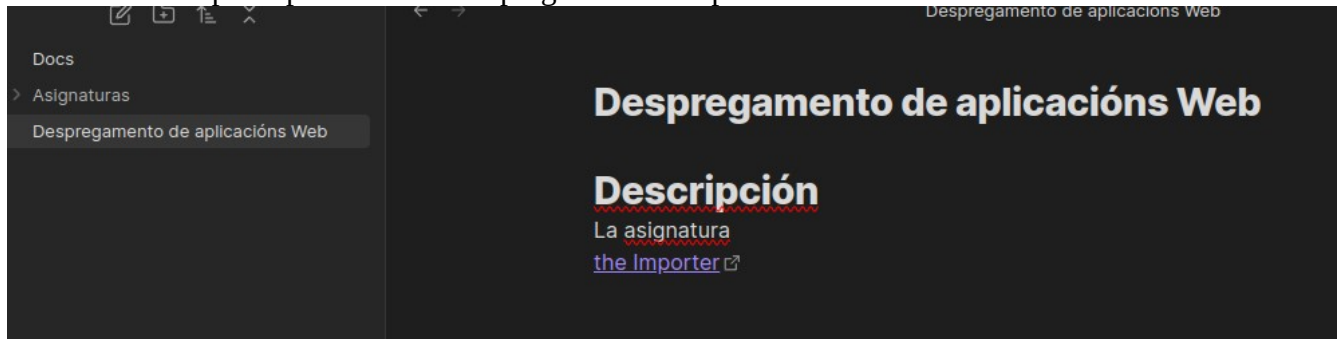 Despregamento de aplicacións Web
Docs
Asignaturas
Despregamento de aplicacións Web
Despregamento de aplicacións Web
Descripción
La asignatura
the Importer